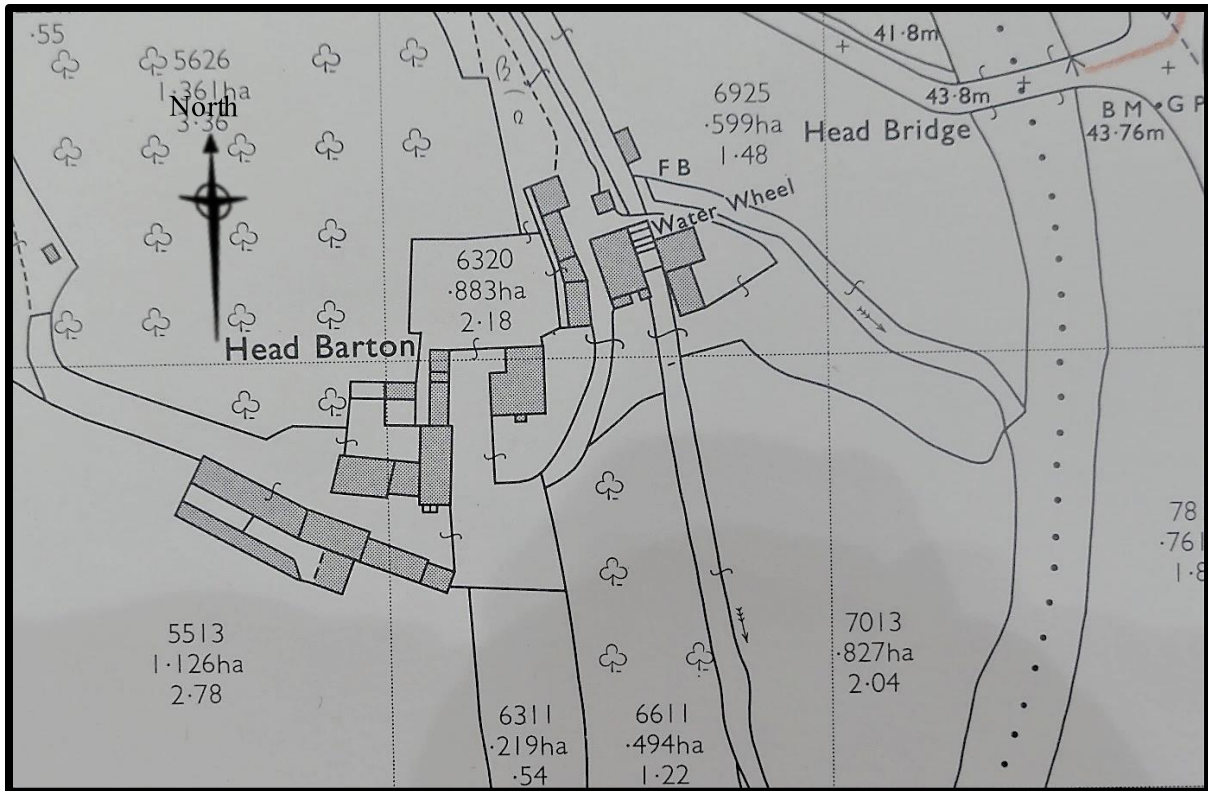 ·55
5626
1·361ha
North
3·36
41·8m
43·8m
Head Bridge
B M
G P
43·76m
6925
·599ha
1·48
F B
Water Wheel
6320
·883ha
2·18
Head Barton
78
·761
1·8
5513
1·126ha
2·78
7013
·827ha
2·04
6311
·219ha
·54
6611
·494ha
1·22